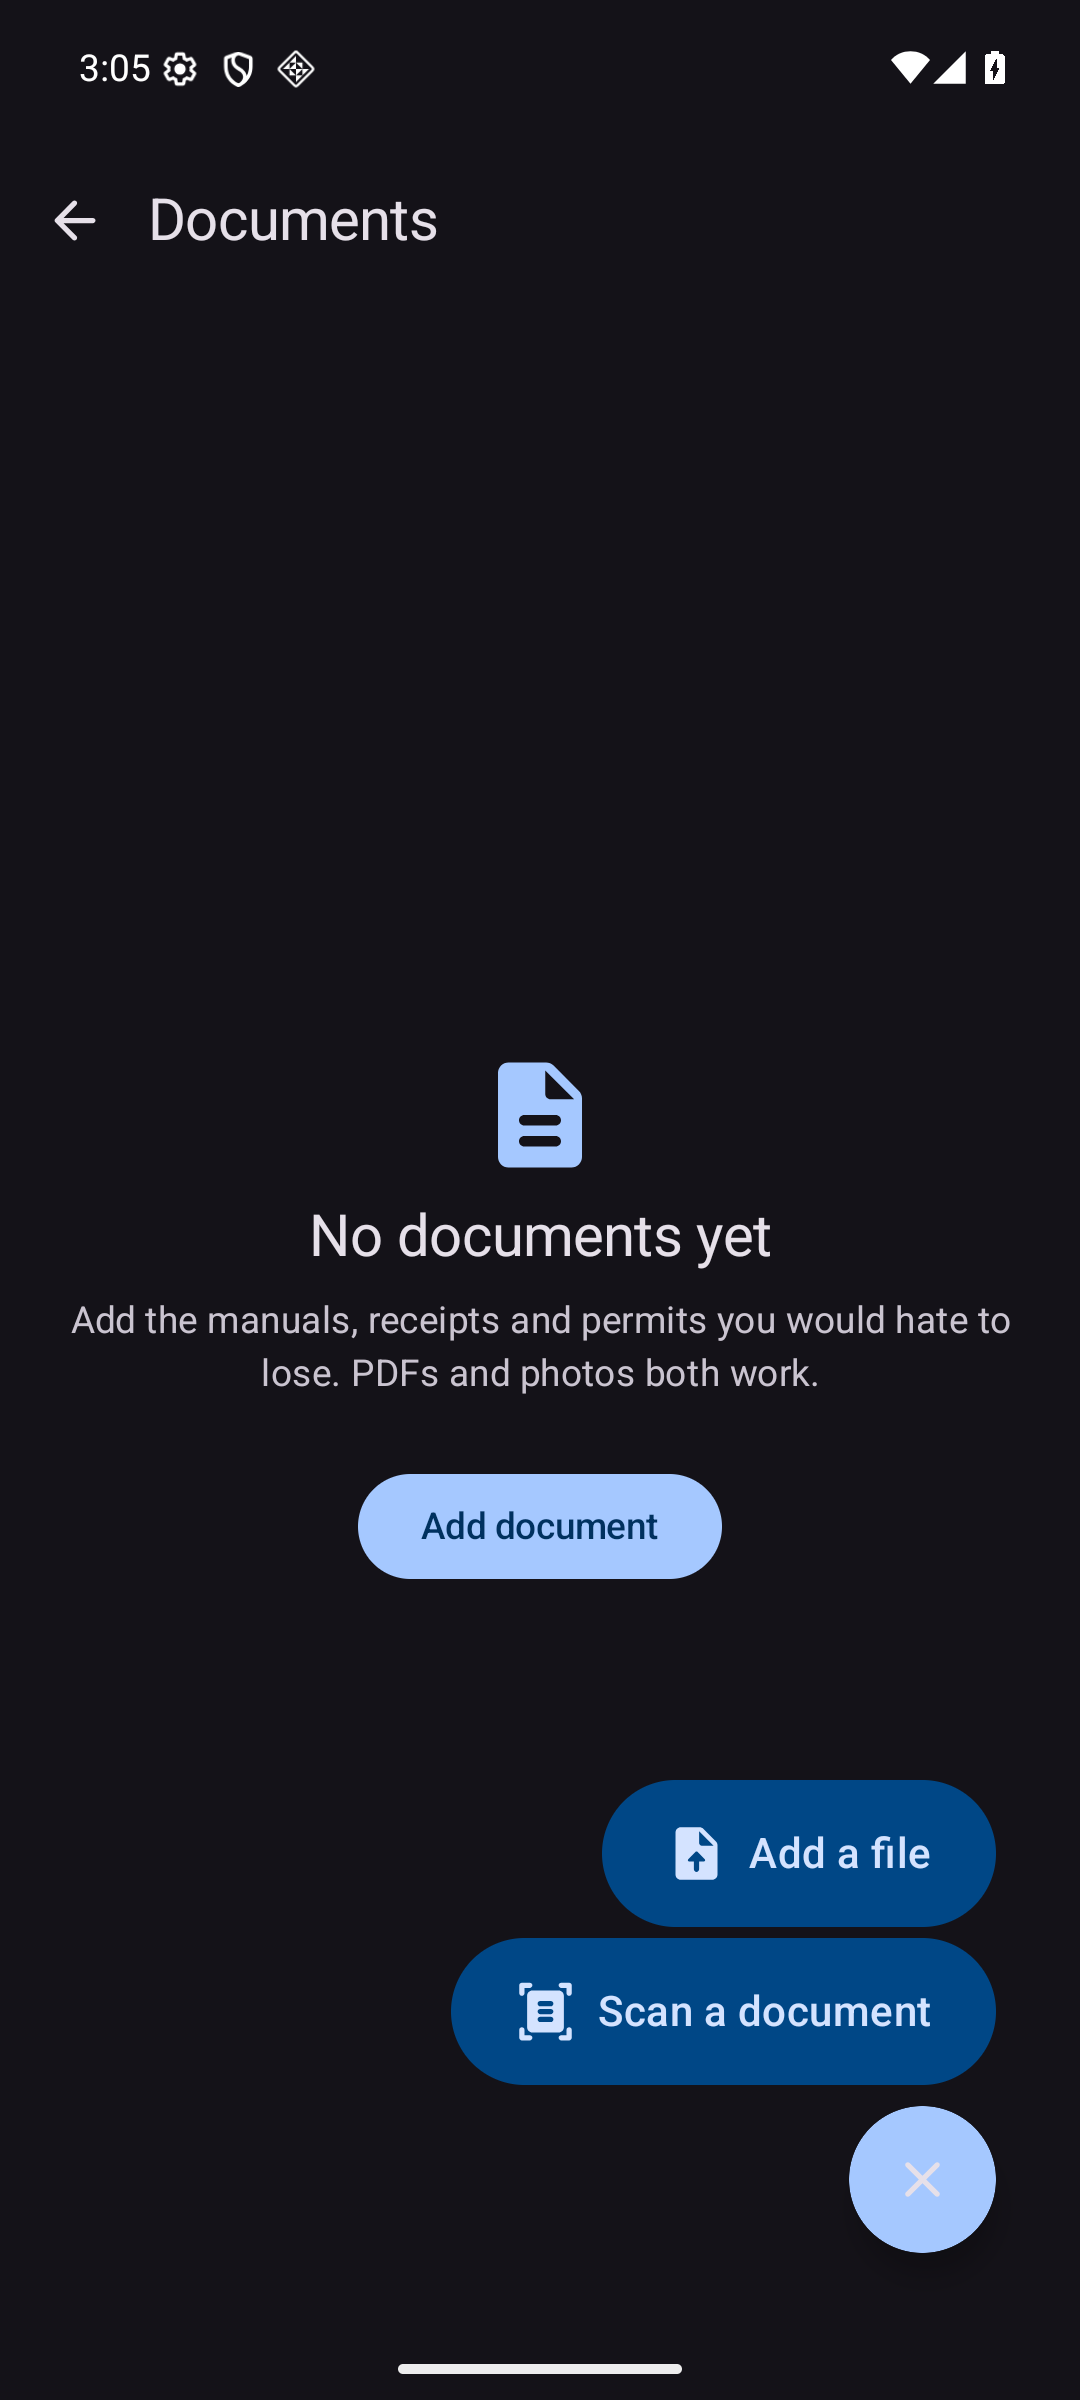 3:05
Documents
No documents yet
Add the manuals, receipts and permits you would hate to
lose. PDFs and photos both work.
Add document
Add a file
Scan a document